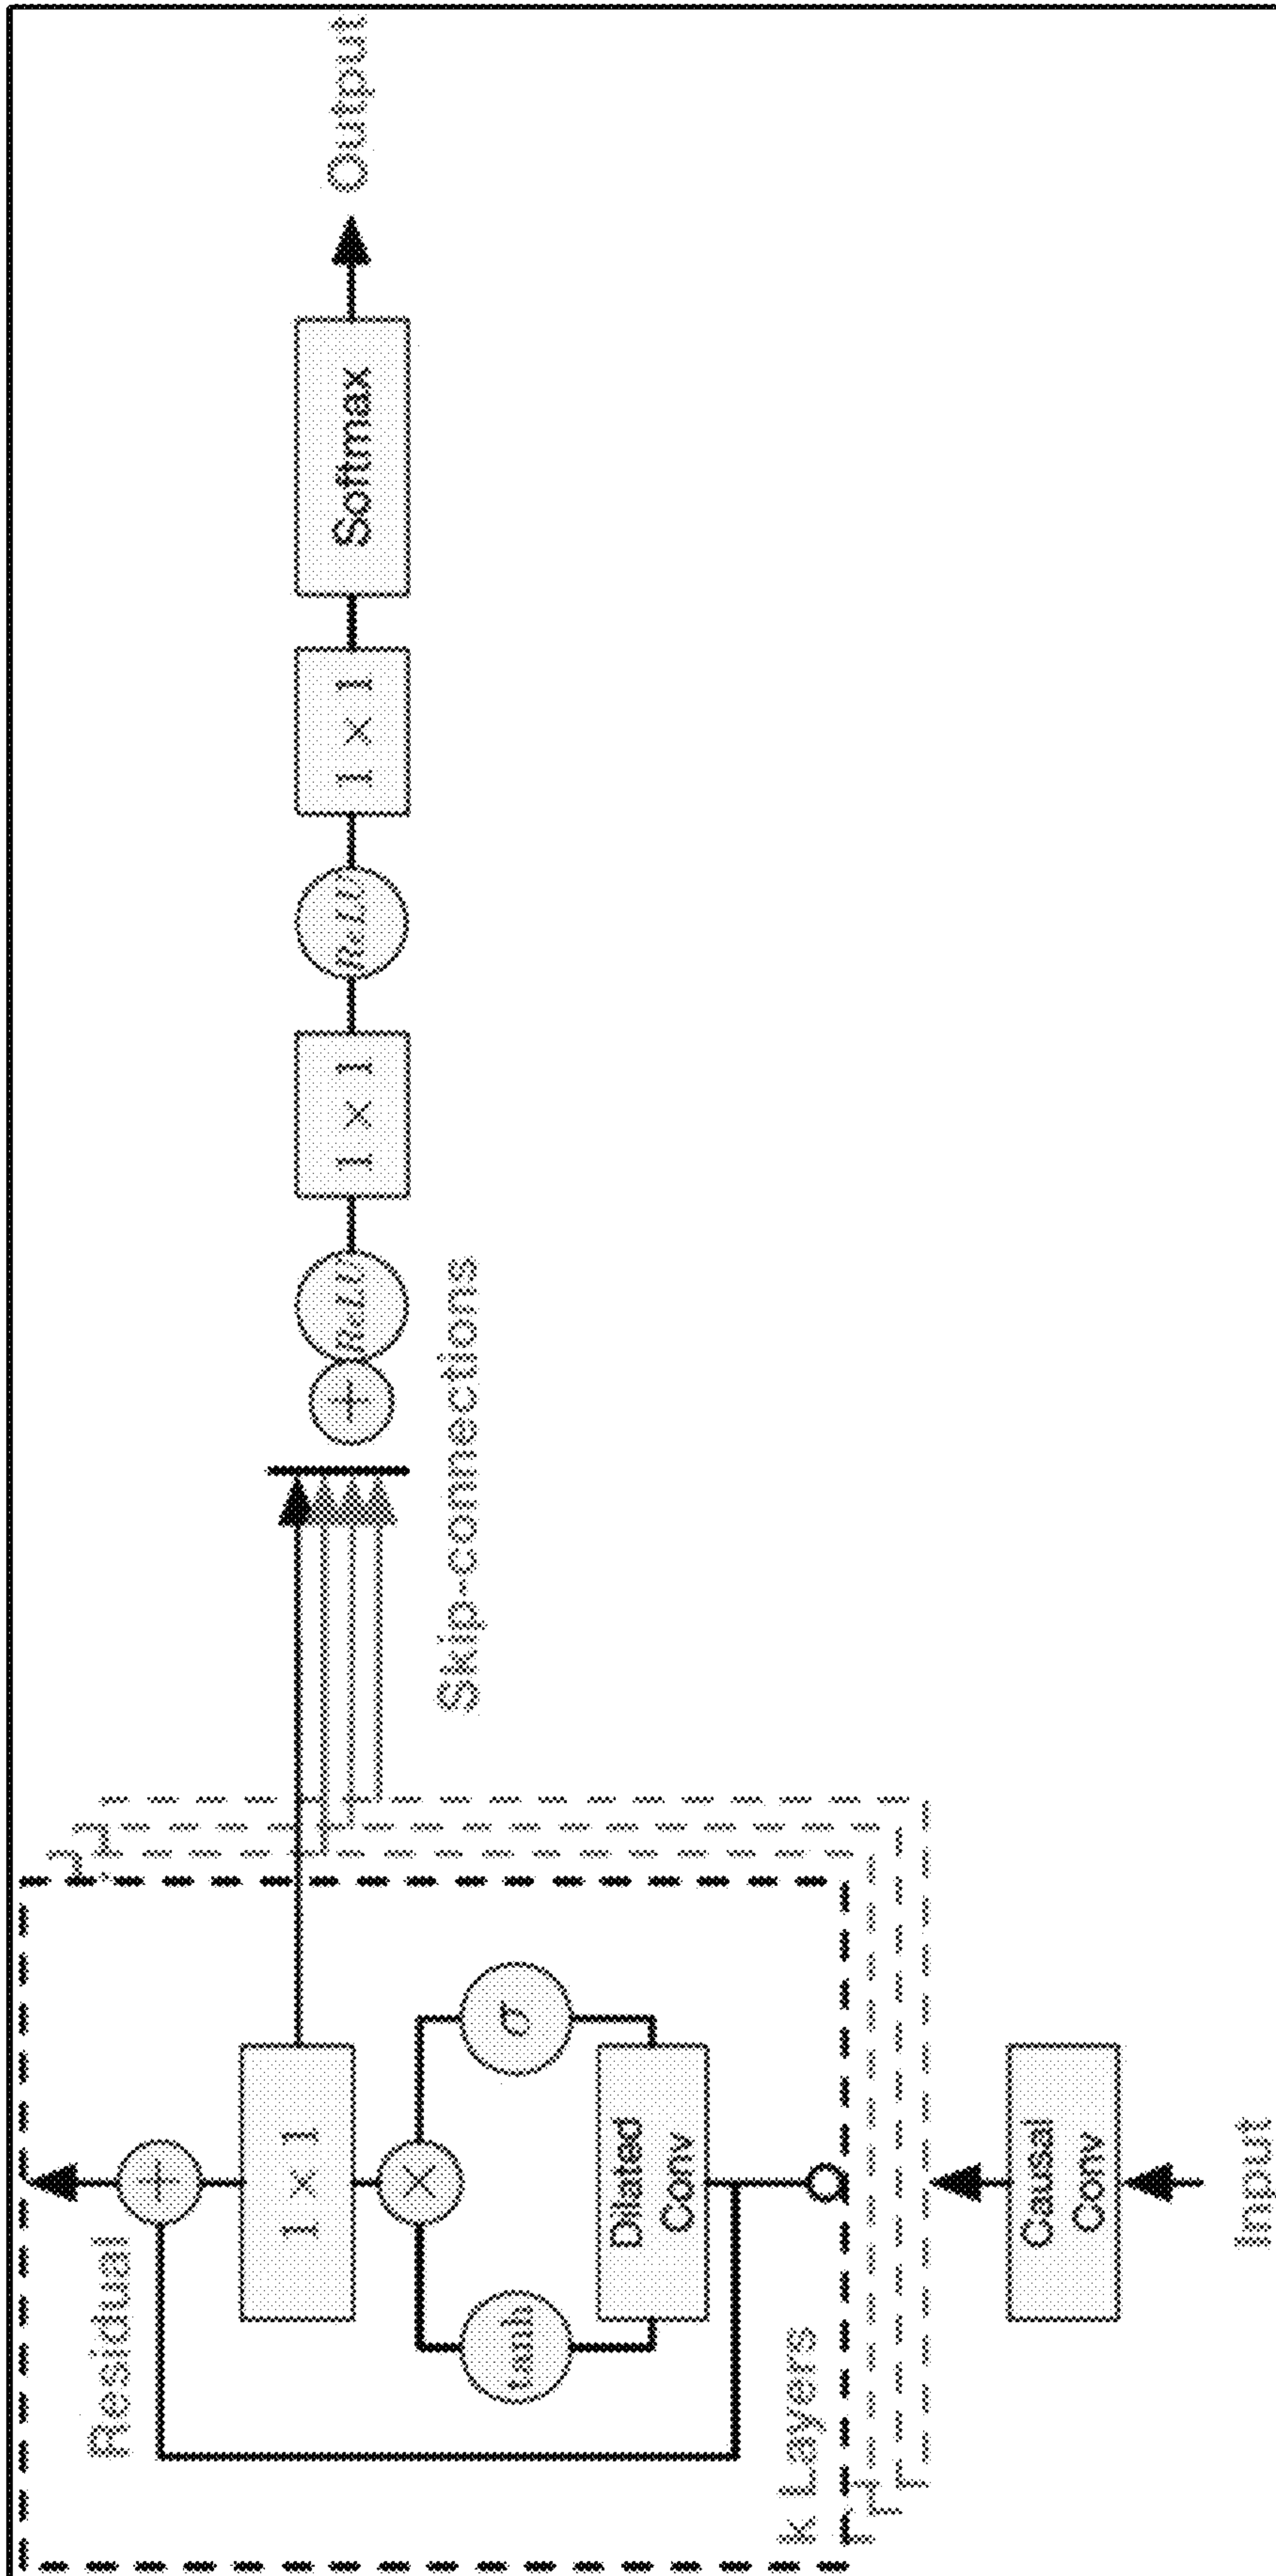 Residual
+
1 × 1
×
tanh
σ
Dilated
Conv
k Layers
Causal
Conv
Input
Skip-connections
+
ReLU
1 × 1
ReLU
1 × 1
Softmax
Output